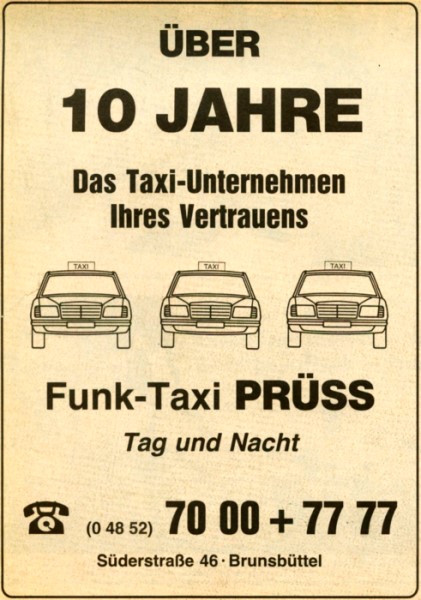 ÜBER
10 JAHRE
Das Taxi-Unternehmen
Ihres Vertrauens
TAXI TAXI TAXI
Funk-Taxi PRÜSS
Tag und Nacht
(0 48 52) 70 00 + 77 77
Süderstraße 46 · Brunsbüttel